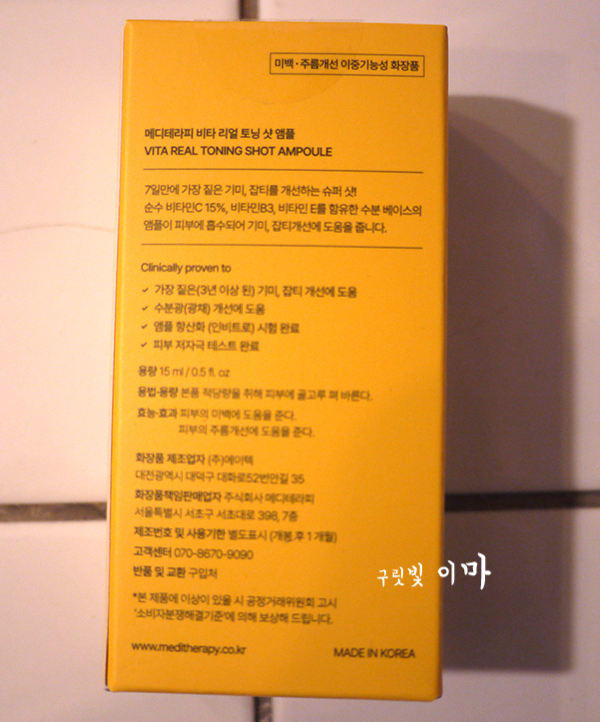 미백·주름개선 이중기능성 화장품
메디테라피 비타 리얼 토닝 샷 앰플
VITA REAL TONING SHOT AMPOULE
7일만에 가장 짙은 기미, 잡티를 개선하는 슈퍼 샷!
순수 비타민C 15%, 비타민B3, 비타민 E를 함유한 수분 베이스의
앰플이 피부에 흡수되어 기미, 잡티개선에 도움을 줍니다.
Clinically proven to
✓ 가장 짙은(3년 이상 된) 기미, 잡티 개선에 도움
✓ 수분광(광채) 개선에 도움
✓ 앰플 항산화 (인비트로) 시험 완료
✓ 피부 저자극 테스트 완료
용량 15 ml / 0.5 fl. oz
용법·용량 본품 적당량을 취해 피부에 골고루 펴 바른다.
효능·효과 피부의 미백에 도움을 준다.
피부의 주름개선에 도움을 준다.
화장품 제조업자 (주)에이텍
대전광역시 대덕구 대화로52번안길 35
화장품책임판매업자 주식회사 메디테라피
서울특별시 서초구 서초대로 398, 7층
제조번호 및 사용기한 별도표시 (개봉 후 1 개월)
고객센터 070-8670-9090
반품 및 교환 구입처
*본 제품에 이상이 있을 시 공정거래위원회 고시
'소비자분쟁해결기준'에 의해 보상해 드립니다.
www.meditherapy.co.kr
MADE IN KOREA
구릿빛 이마